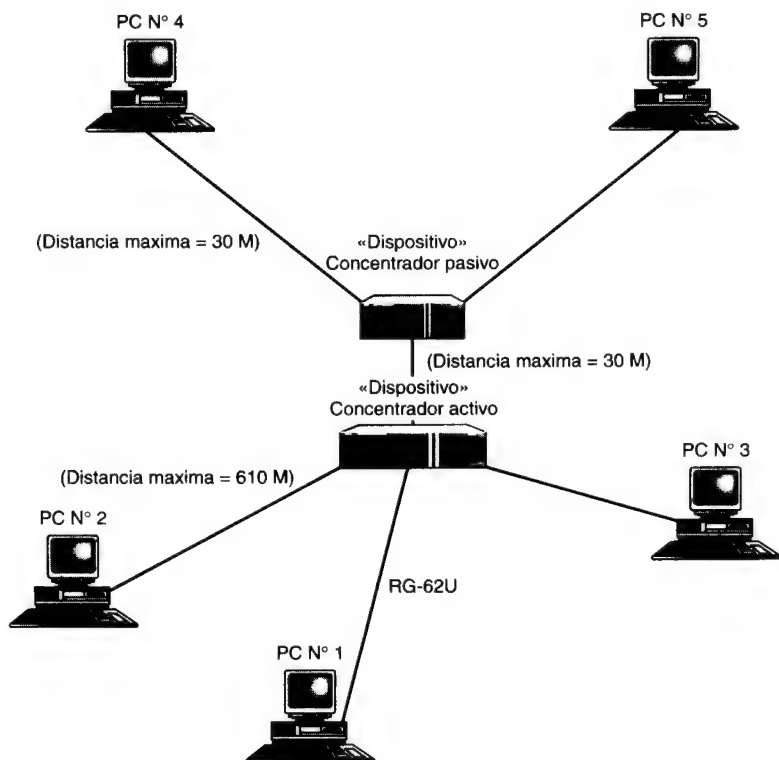 PC N° 4
PC N° 5
(Distancia maxima = 30 M)
«Dispositivo»
Concentrador pasivo
(Distancia maxima = 30 M)
«Dispositivo»
Concentrador activo
(Distancia maxima = 610 M)
PC N° 3
PC N° 2
RG-62U
PC N° 1